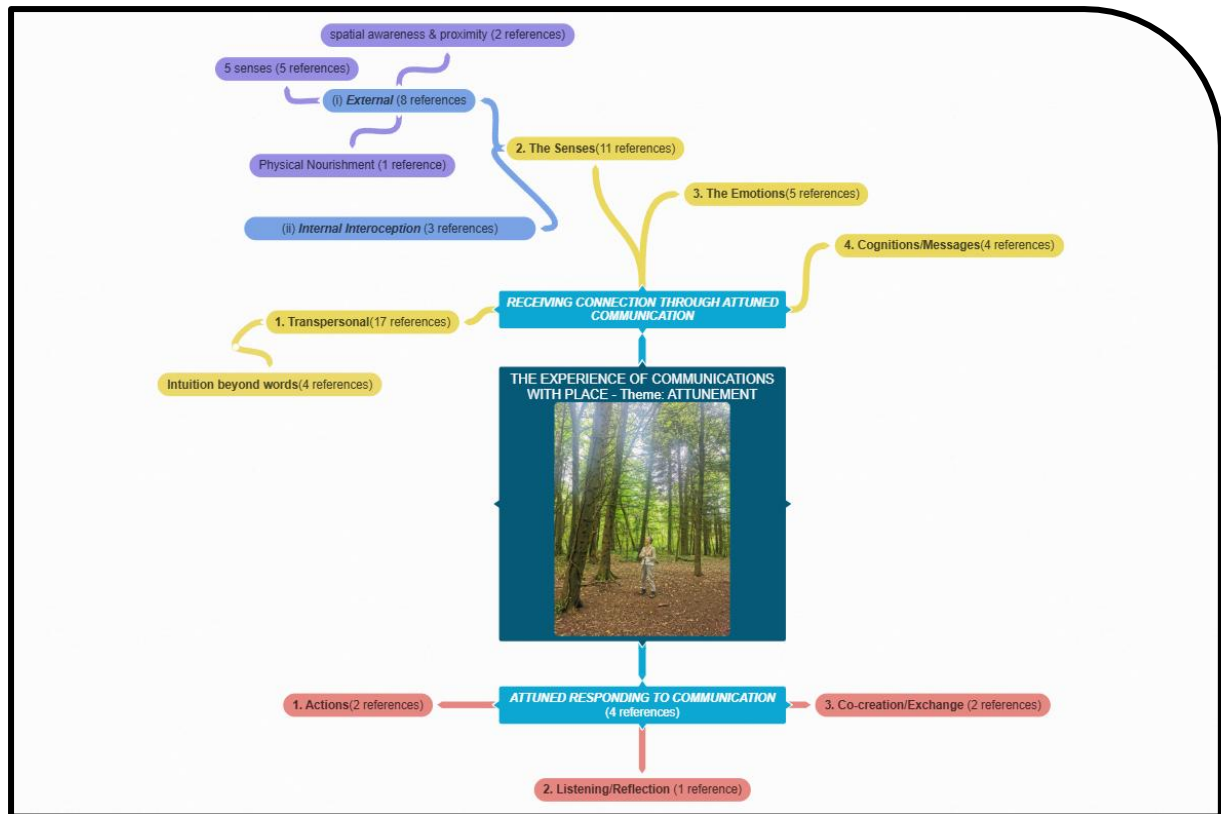 spatial awareness & proximity (2 references)
5 senses (5 references)
(i) External (8 references
Physical Nourishment (1 reference)
2. The Senses(11 references)
3. The Emotions(5 references)
(ii) Internal Interoception (3 references)
4. Cognitions/Messages(4 references)
RECEIVING CONNECTION THROUGH ATTUNED
COMMUNICATION
1. Transpersonal(17 references)
Intuition beyond words(4 references)
THE EXPERIENCE OF COMMUNICATIONS
WITH PLACE - Theme: ATTUNEMENT
ATTUNED RESPONDING TO COMMUNICATION
(4 references)
1. Actions(2 references)
3. Co-creation/Exchange (2 references)
2. Listening/Reflection (1 reference)